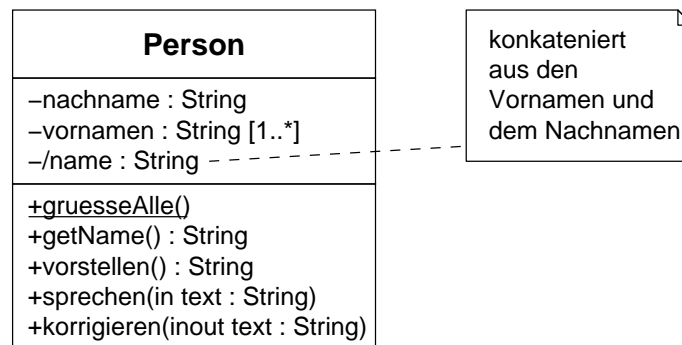 Person
–nachname : String
–vornamen : String [1..*]
–/name : String
+gruesseAlle()
+getName() : String
+vorstellen() : String
+sprechen(in text : String)
+korrigieren(inout text : String)
konkateniert
aus den
Vornamen und
dem Nachnamen